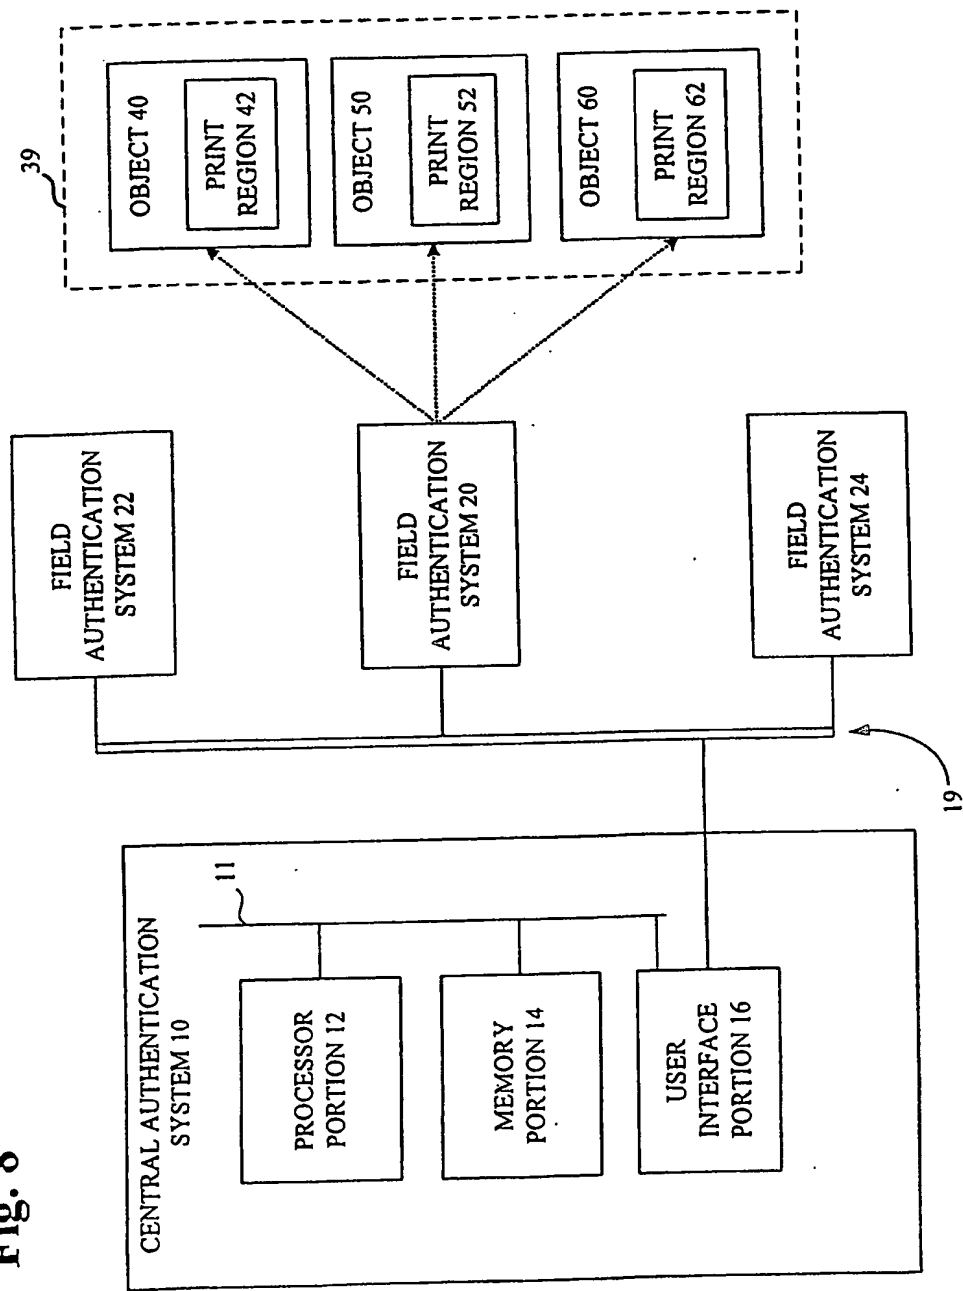 Fig. 8
CENTRAL AUTHENTICATION
SYSTEM 10
11
PROCESSOR
PORTION 12
MEMORY
PORTION 14
USER
INTERFACE
PORTION 16
19
FIELD
AUTHENTICATION
SYSTEM 22
FIELD
AUTHENTICATION
SYSTEM 20
FIELD
AUTHENTICATION
SYSTEM 24
39
OBJECT 40
PRINT
REGION 42
OBJECT 50
PRINT
REGION 52
OBJECT 60
PRINT
REGION 62